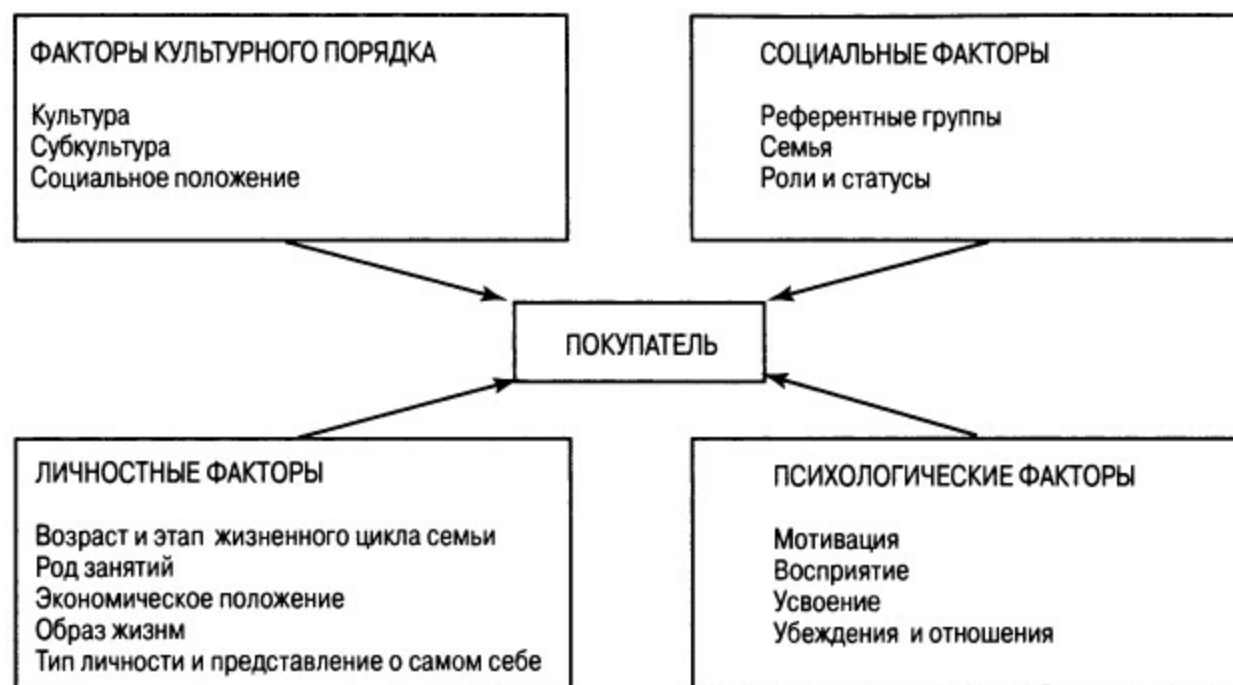 ФАКТОРЫ КУЛЬТУРНОГО ПОРЯДКА
Культура
Субкультура
Социальное положение
СОЦИАЛЬНЫЕ ФАКТОРЫ
Референтные группы
Семья
Роли и статусы
ПОКУПАТЕЛЬ
ЛИЧНОСТНЫЕ ФАКТОРЫ
Возраст и этап жизненного цикла семьи
Род занятий
Экономическое положение
Образ жизнм
Тип личности и представление о самом себе
ПСИХОЛОГИЧЕСКИЕ ФАКТОРЫ
Мотивация
Восприятие
Усвоение
Убеждения и отношения